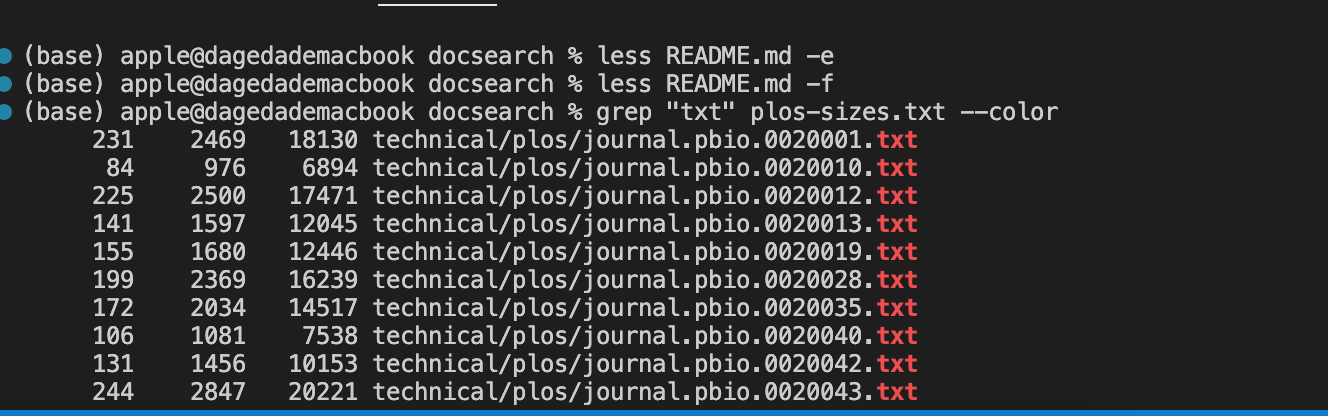 (base) apple@dagedademacbook docsearch % less README.md -e
(base) apple@dagedademacbook docsearch % less README.md -f
(base) apple@dagedademacbook docsearch % grep "txt" plos-sizes.txt --color
231 2469 18130 technical/plos/journal.pbio.0020001.txt
84 976 6894 technical/plos/journal.pbio.0020010.txt
225 2500 17471 technical/plos/journal.pbio.0020012.txt
141 1597 12045 technical/plos/journal.pbio.0020013.txt
155 1680 12446 technical/plos/journal.pbio.0020019.txt
199 2369 16239 technical/plos/journal.pbio.0020028.txt
172 2034 14517 technical/plos/journal.pbio.0020035.txt
106 1081 7538 technical/plos/journal.pbio.0020040.txt
131 1456 10153 technical/plos/journal.pbio.0020042.txt
244 2847 20221 technical/plos/journal.pbio.0020043.txt